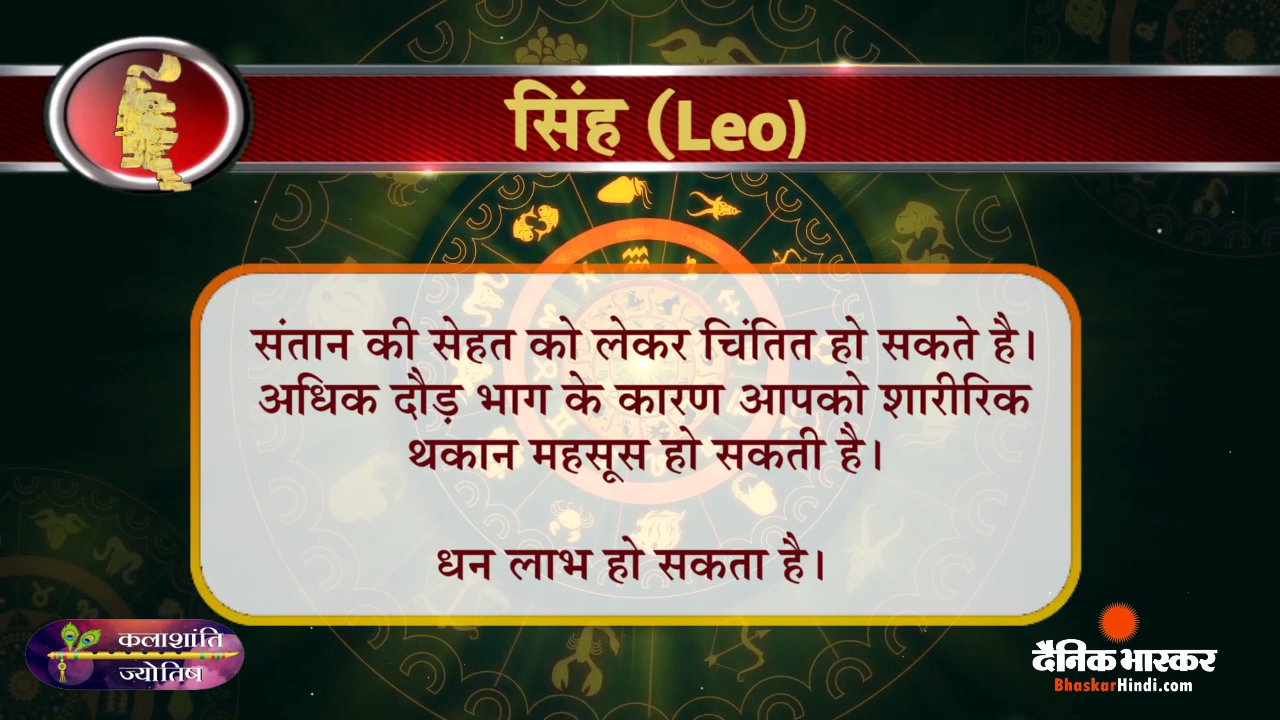 सिंह (Leo)
संतान की सेहत को लेकर चिंतित हो सकते है।
अधिक दौड़ भाग के कारण आपको शारीरिक
थकान महसूस हो सकती है।
धन लाभ हो सकता है।
कलाशांति
ज्योतिष
दैनिक भास्कर
BhaskarHindi.com